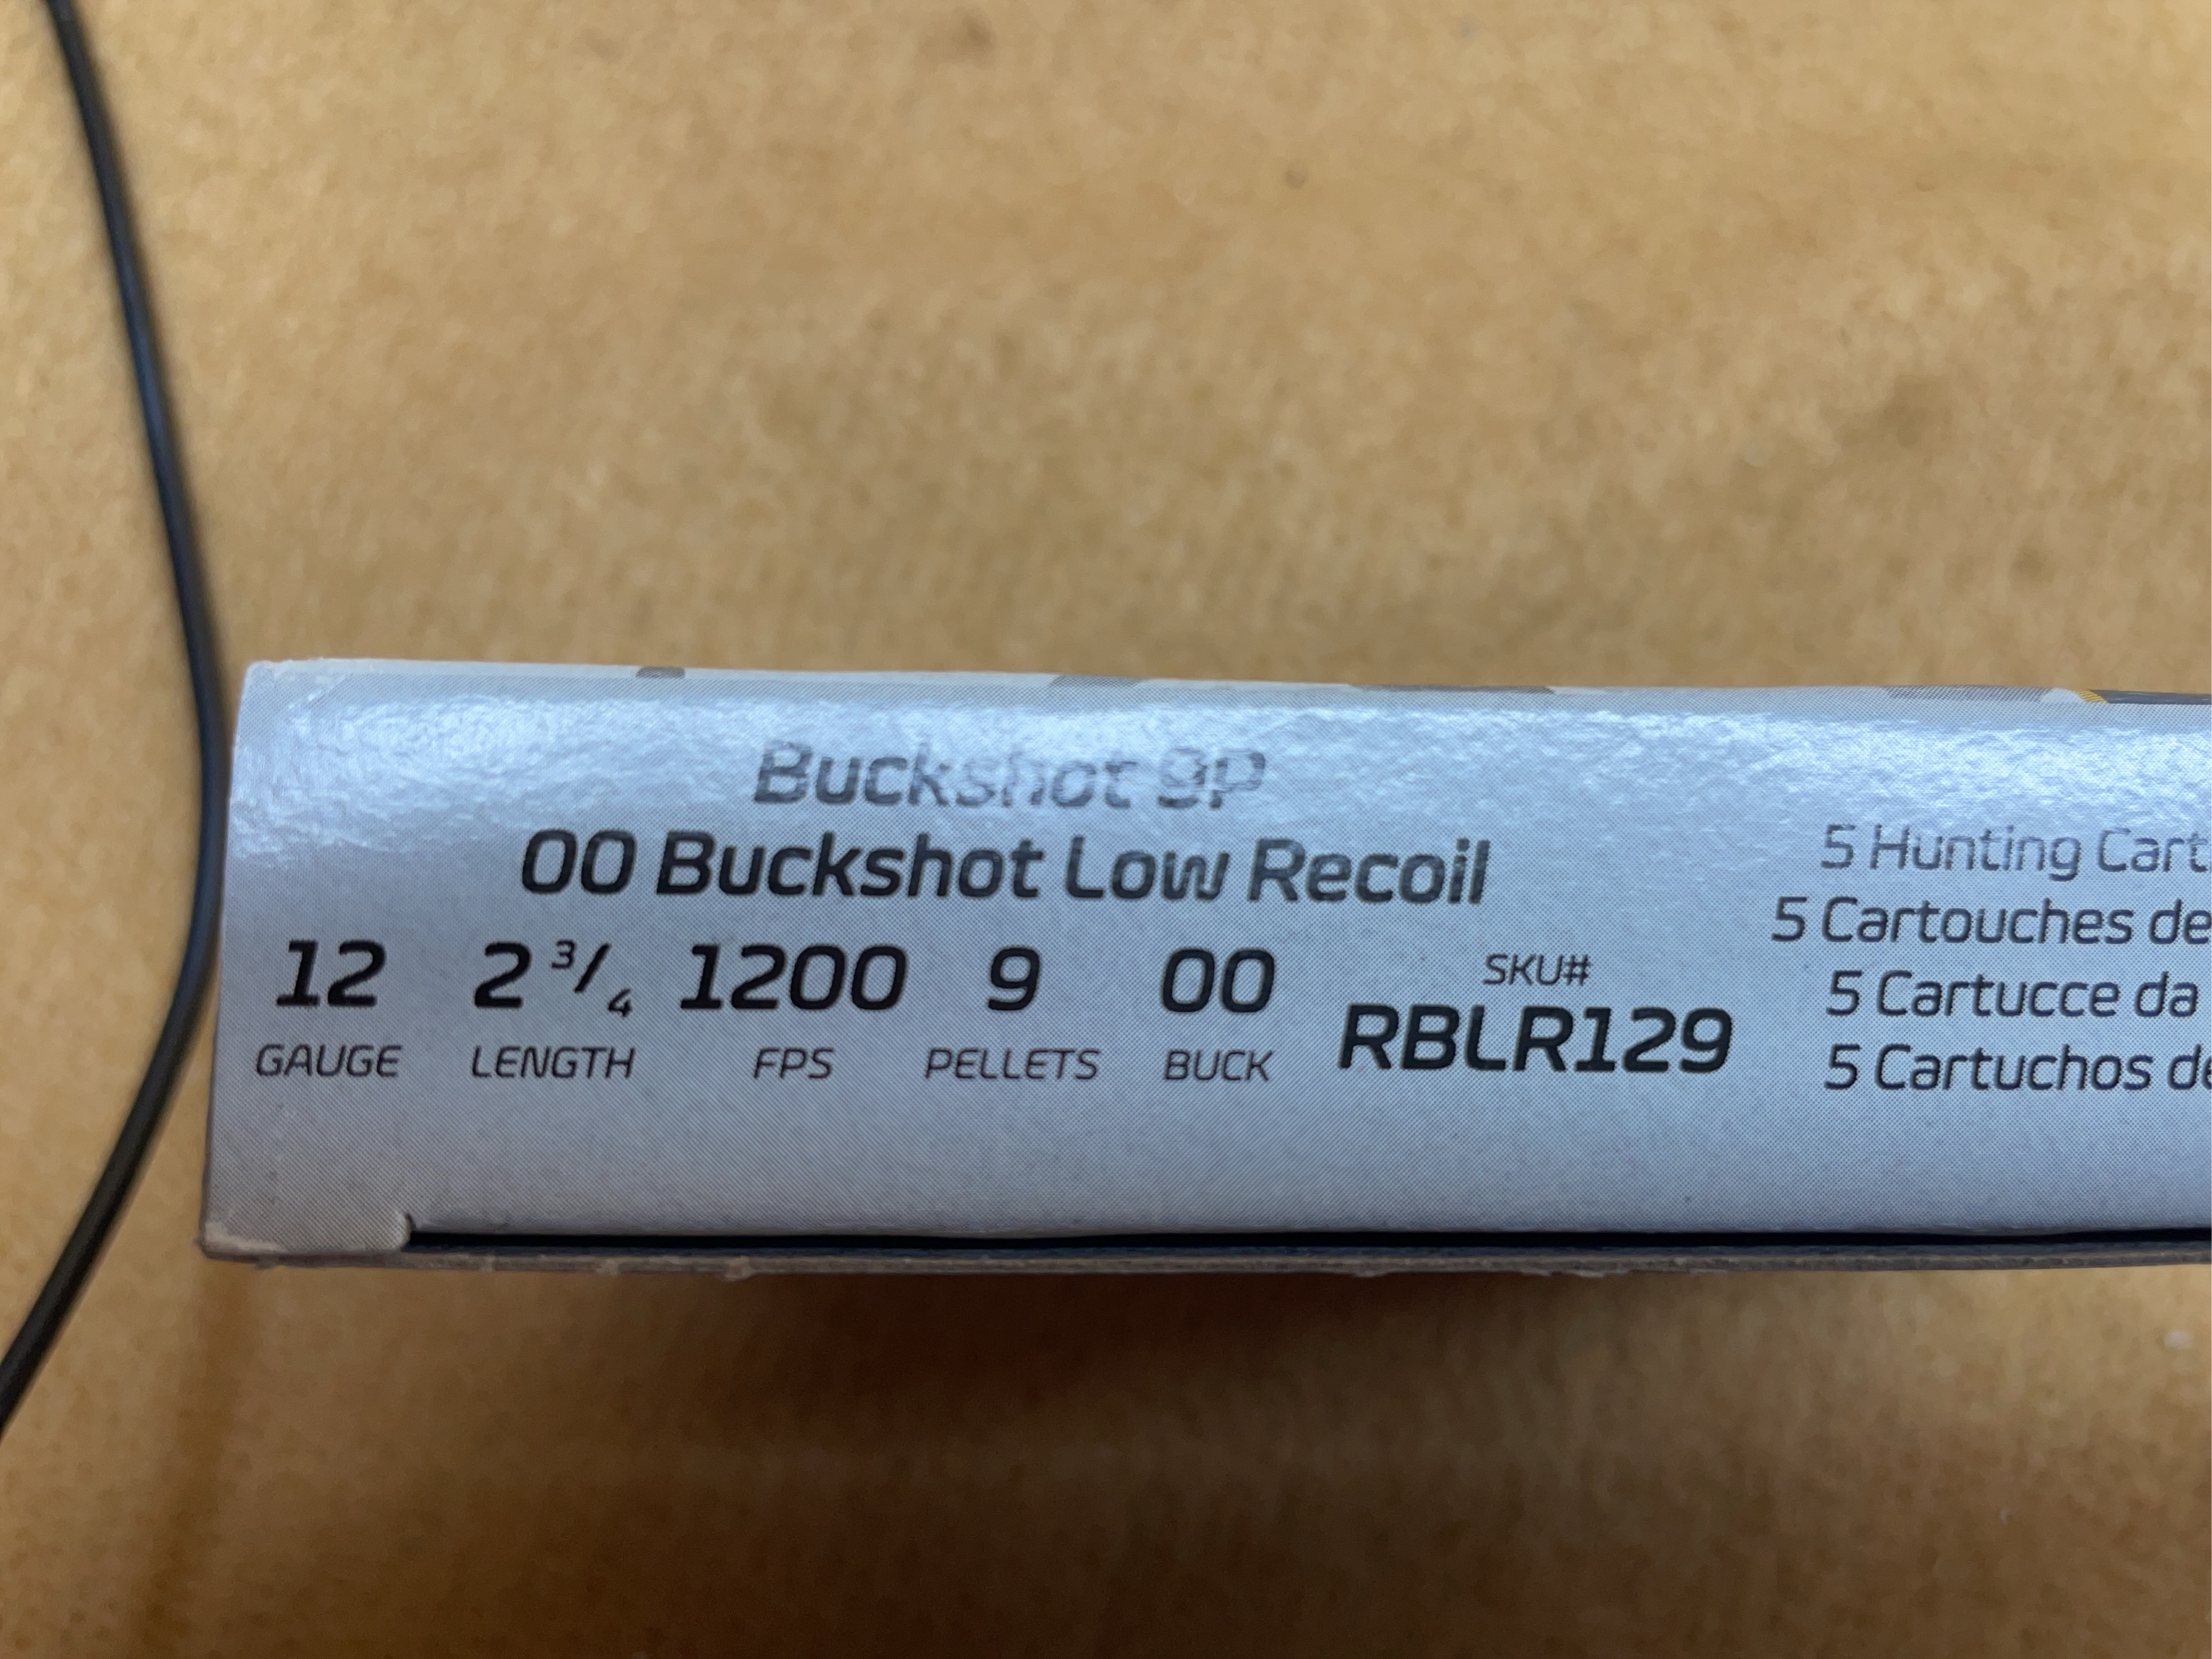 Buckshot 9P
00 Buckshot Low Recoil
12 2 3/4 1200 9 00
GAUGE LENGTH FPS PELLETS BUCK
SKU#
RBLR129
5 Hunting Cart
5 Cartouches de
5 Cartucce da
5 Cartuchos de